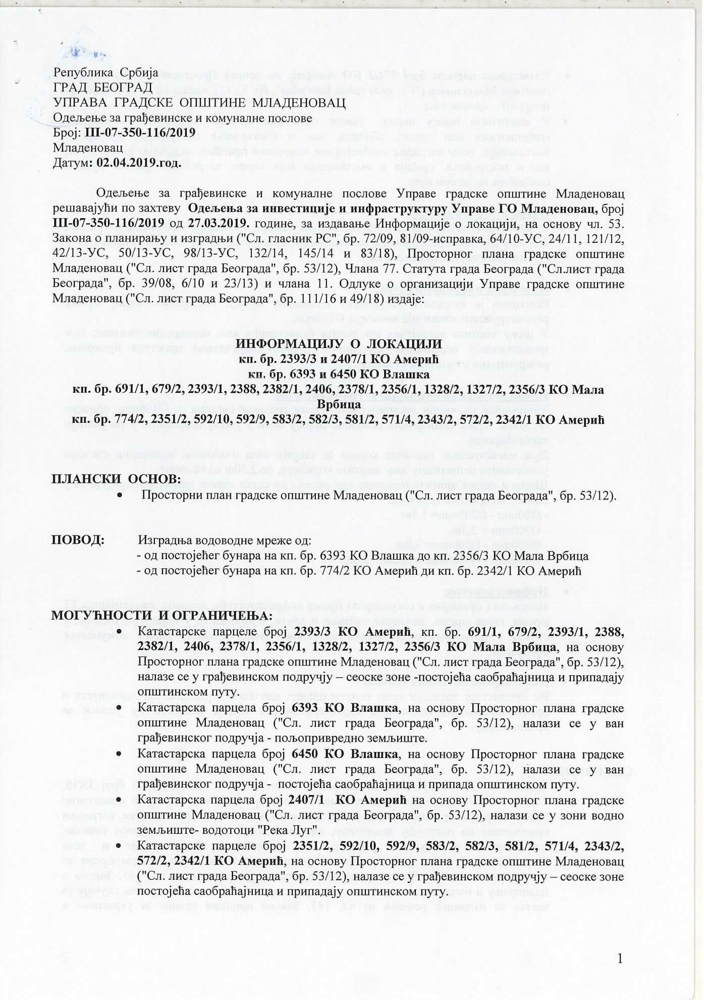 Република Србија
ГРАД БЕОГРАД
УПРАВА ГРАДСКЕ ОПШТИНЕ МЛАДЕНОВАЦ
Одељење за грађевинске и комуналне послове
Број: III-07-350-116/2019
Младеновац
Датум: 02.04.2019.год.
Одељење за грађевинске и комуналне послове Управе градске општине Младеновац
решавајући по захтеву Одељења за инвестиције и инфраструктуру Управе ГО Младеновац, број
III-07-350-116/2019 од 27.03.2019. године, за издавање Информације о локацији, на основу чл. 53.
Закона о планирању и изградњи ("Сл. гласник РС", бр. 72/09, 81/09-исправка, 64/10-УС, 24/11, 121/12,
42/13-УС, 50/13-УС, 98/13-УС, 132/14, 145/14 и 83/18), Просторног плана градске општине
Младеновац ("Сл. лист града Београда", бр. 53/12), Члана 77. Статута града Београда ("Сл.лист града
Београда", бр. 39/08, 6/10 и 23/13) и члана 11. Одлуке о организацији Управе градске општине
Младеновац ("Сл. лист града Београда", бр. 111/16 и 49/18) издаје:
ИНФОРМАЦИЈУ О ЛОКАЦИЈИ
кп. бр. 2393/3 и 2407/1 КО Амерић
кп. бр. 6393 и 6450 КО Влашка
кп. бр. 691/1, 679/2, 2393/1, 2388, 2382/1, 2406, 2378/1, 2356/1, 1328/2, 1327/2, 2356/3 КО Мала
Врбица
кп. бр. 774/2, 2351/2, 592/10, 592/9, 583/2, 582/3, 581/2, 571/4, 2343/2, 572/2, 2342/1 КО Амерић
ПЛАНСКИ ОСНОВ:
• Просторни план градске општине Младеновац ("Сл. лист града Београда", бр. 53/12).
ПОВОД: Изградња водоводне мреже од:
- од постојећег бунара на кп. бр. 6393 КО Влашка до кп. 2356/3 КО Мала Врбица
- од постојећег бунара на кп. бр. 774/2 КО Амерић ди кп. бр. 2342/1 КО Амерић
МОГУЋНОСТИ И ОГРАНИЧЕЊА:
• Катастарске парцеле број 2393/3 КО Амерић, кп. бр. 691/1, 679/2, 2393/1, 2388,
2382/1, 2406, 2378/1, 2356/1, 1328/2, 1327/2, 2356/3 КО Мала Врбица, на основу
Просторног плана градске општине Младеновац ("Сл. лист града Београда", бр. 53/12),
налазе се у грађевинском подручју – сеоске зоне -постојећа саобраћајница и припадају
општинском путу.
• Катастарска парцела број 6393 КО Влашка, на основу Просторног плана градске
општине Младеновац ("Сл. лист града Београда", бр. 53/12), налази се у ван
грађевинског подручја - пољопривредно земљиште.
• Катастарска парцела број 6450 КО Влашка, на основу Просторног плана градске
општине Младеновац ("Сл. лист града Београда", бр. 53/12), налази се у ван
грађевинског подручја - постојећа саобраћајница и припада општинском путу.
• Катастарска парцела број 2407/1 КО Амерић на основу Просторног плана градске
општине Младеновац ("Сл. лист града Београда", бр. 53/12), налази се у зони водно
земљиште- водотоци "Река Луг".
• Катастарске парцеле број 2351/2, 592/10, 592/9, 583/2, 582/3, 581/2, 571/4, 2343/2,
572/2, 2342/1 КО Амерић, на основу Просторног плана градске општине Младеновац
("Сл. лист града Београда", бр. 53/12), налазе се у грађевинском подручју – сеоске зоне
постојећа саобраћајница и припадају општинском путу.
1